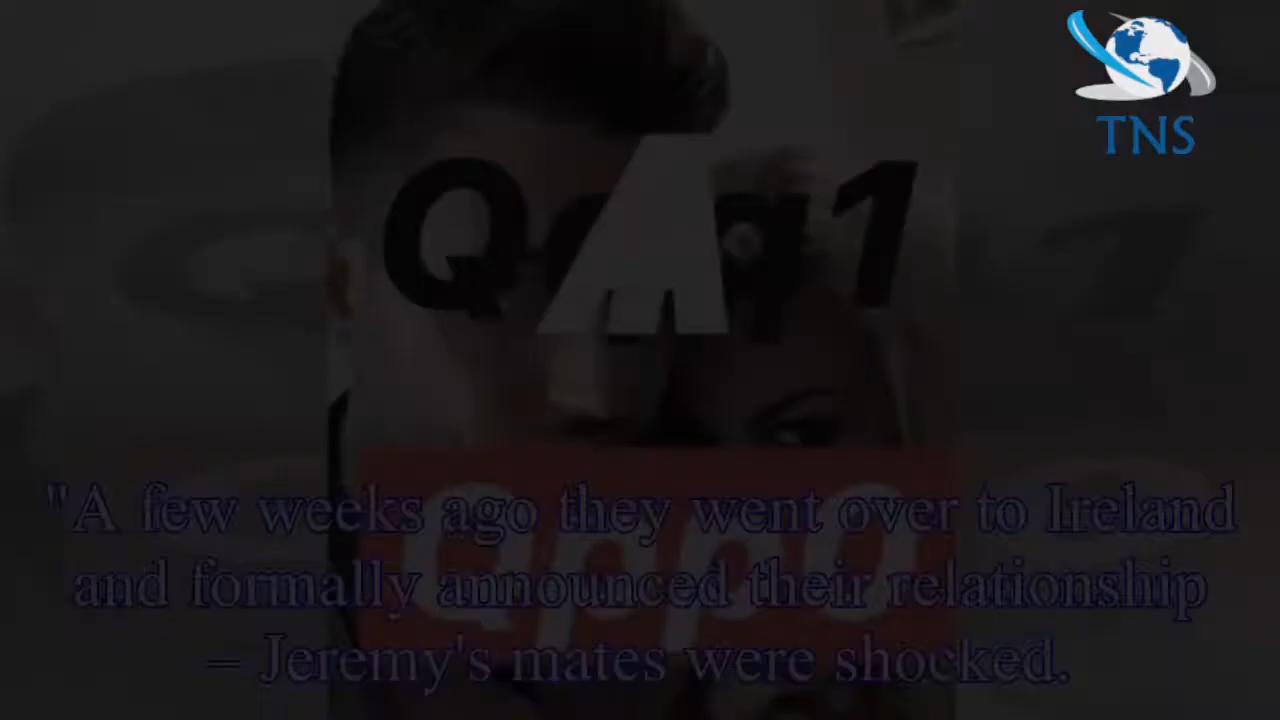 TNS
"A few weeks ago they went over to Ireland
and formally announced their relationship
– Jeremy's mates were shocked.